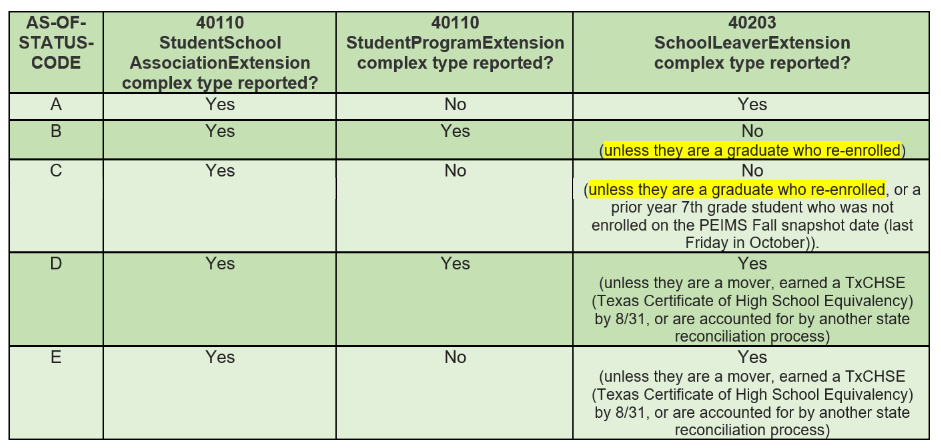 AS-OF-
STATUS-
CODE
40110
StudentSchool
AssociationExtension
complex type reported?
40110
StudentProgramExtension
complex type reported?
40203
SchoolLeaverExtension
complex type reported?
A
Yes
No
Yes
B
Yes
Yes
No
(unless they are a graduate who re-enrolled)
C
Yes
No
No
(unless they are a graduate who re-enrolled, or a
prior year 7th grade student who was not
enrolled on the PEIMS Fall snapshot date (last
Friday in October)).
D
Yes
Yes
Yes
(unless they are a mover, earned a TxCHSE
(Texas Certificate of High School Equivalency)
by 8/31, or are accounted for by another state
reconciliation process)
E
Yes
No
Yes
(unless they are a mover, earned a TxCHSE
(Texas Certificate of High School Equivalency)
by 8/31, or are accounted for by another state
reconciliation process)